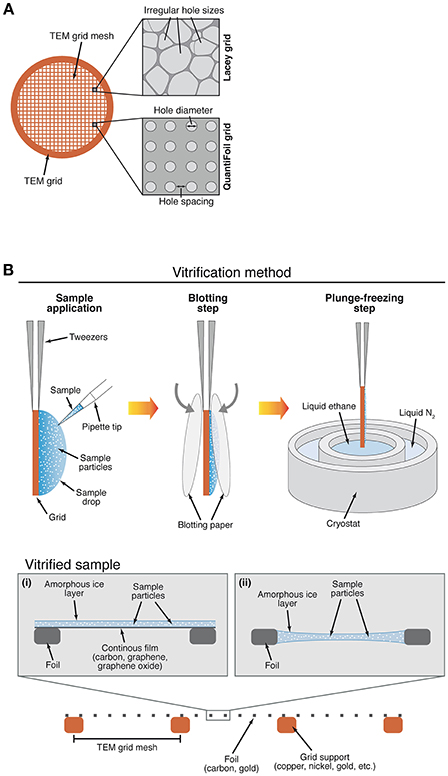 A
Irregular hole sizes
TEM grid mesh
Lacey grid
Hole diameter
QuantiFoil grid
TEM grid
Hole spacing
B
Vitrification method
Sample
application
Blotting
step
Plunge-freezing
step
Tweezers
Sample
Pipette tip
Sample
particles
Sample
drop
Grid
Blotting paper
Liquid ethane
Liquid N2
Cryostat
Vitrified sample
(i)
Amorphous ice
layer
Sample
particles
Foil
Continous film
(carbon, graphene,
graphene oxide)
(ii)
Amorphous ice
layer
Sample
particles
Foil
TEM grid mesh
Foil
(carbon, gold)
Grid support
(copper, nickel, gold, etc.)